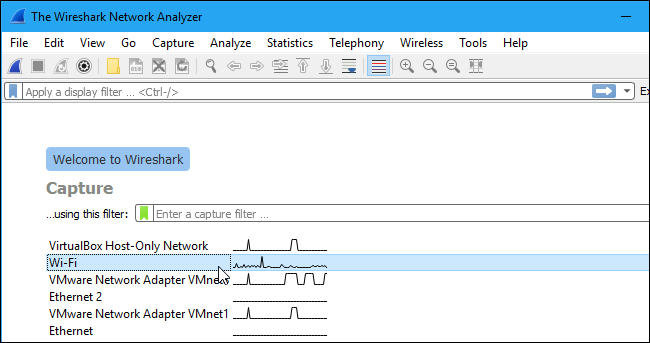 The Wireshark Network Analyzer
File Edit View Go Capture Analyze Statistics Telephony Wireless Tools Help
Apply a display filter ... <Ctrl-/>
Welcome to Wireshark
Capture
...using this filter: Enter a capture filter ...
VirtualBox Host-Only Network
Wi-Fi
VMware Network Adapter
Ethernet 2
VMware Network Adapter VMnet1
Ethernet